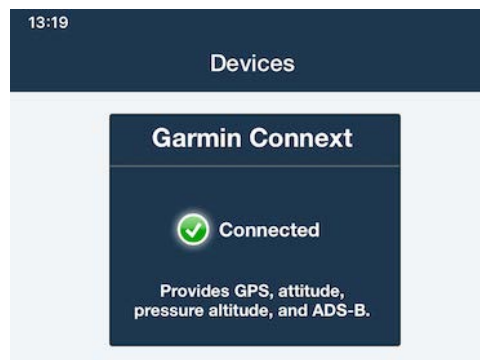 13:19
Devices
Garmin Connext
Connected
Provides GPS, attitude,
pressure altitude, and ADS-B.